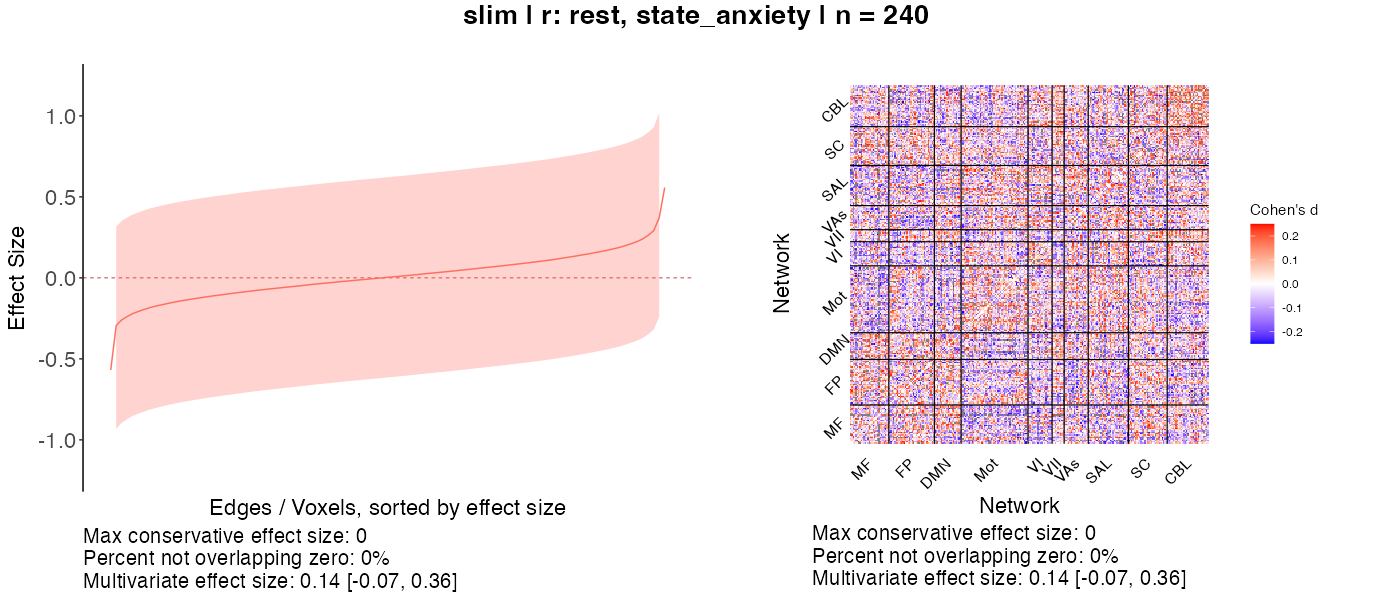 slim | r: rest, state_anxiety | n = 240
Effect Size
1.0
0.5
0.0
-0.5
-1.0
Edges / Voxels, sorted by effect size
Max conservative effect size: 0
Percent not overlapping zero: 0%
Multivariate effect size: 0.14 [-0.07, 0.36]
Network
CBL
SC
SAL
VAs
VII
VI
Mot
DMN
FP
MF
MF
FP
DMN
Mot
VI
VII
VAs
SAL
SC
CBL
Network
Max conservative effect size: 0
Percent not overlapping zero: 0%
Multivariate effect size: 0.14 [-0.07, 0.36]
Cohen's d
0.2
0.1
0.0
-0.1
-0.2